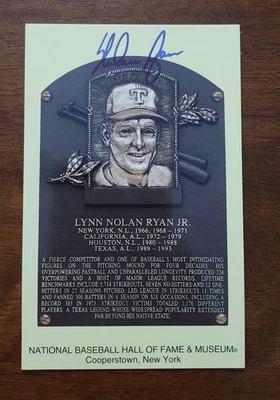 Nolan Ryan
T
LYNN NOLAN RYAN JR.
NEW YORK, N.L., 1966, 1968 – 1971
CALIFORNIA, A.L., 1972 – 1979
HOUSTON, N.L., 1980 – 1988
TEXAS, A.L., 1989 – 1993
A FIERCE COMPETITOR AND ONE OF BASEBALL'S MOST INTIMIDATING
FIGURES ON THE PITCHING MOUND FOR FOUR DECADES. HIS
OVERPOWERING FASTBALL AND UNPARALLELED LONGEVITY PRODUCED 324
VICTORIES AND A HOST OF MAJOR LEAGUE RECORDS. LIFETIME
BENCHMARKS INCLUDE 5,714 STRIKEOUTS, SEVEN NO-HITTERS AND 12 ONE-
HITTERS IN 27 SEASONS PITCHED. LED LEAGUE IN STRIKEOUTS 11 TIMES
AND FANNED 300 BATTERS IN A SEASON ON SIX OCCASIONS, INCLUDING A
RECORD 383 IN 1973. STRIKEOUT VICTIMS TOTALED 1,176 DIFFERENT
PLAYERS. A TEXAS LEGEND WHOSE WIDESPREAD POPULARITY EXTENDED
FAR BEYOND HIS NATIVE STATE.
NATIONAL BASEBALL HALL OF FAME & MUSEUM®
Cooperstown, New York